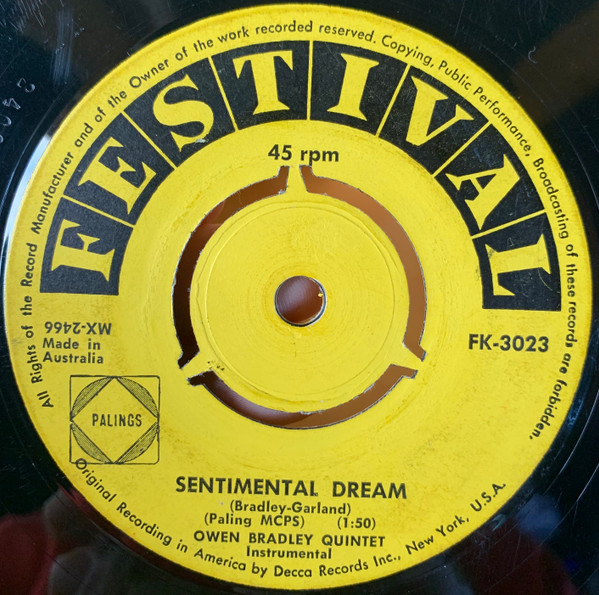 All Rights of the Record Manufacturer and of the Owner of the work recorded reserved. Copying, Public Performance, Broadcasting of these records are forbidden.
FESTIVAL
45 rpm
MX-2466
Made in
Australia
FK-3023
PALINGS
SENTIMENTAL DREAM
(Bradley-Garland)
(Paling MCPS) (1:50)
OWEN BRADLEY QUINTET
Instrumental
Original Recording in America by Decca Records Inc., New York, U.S.A.